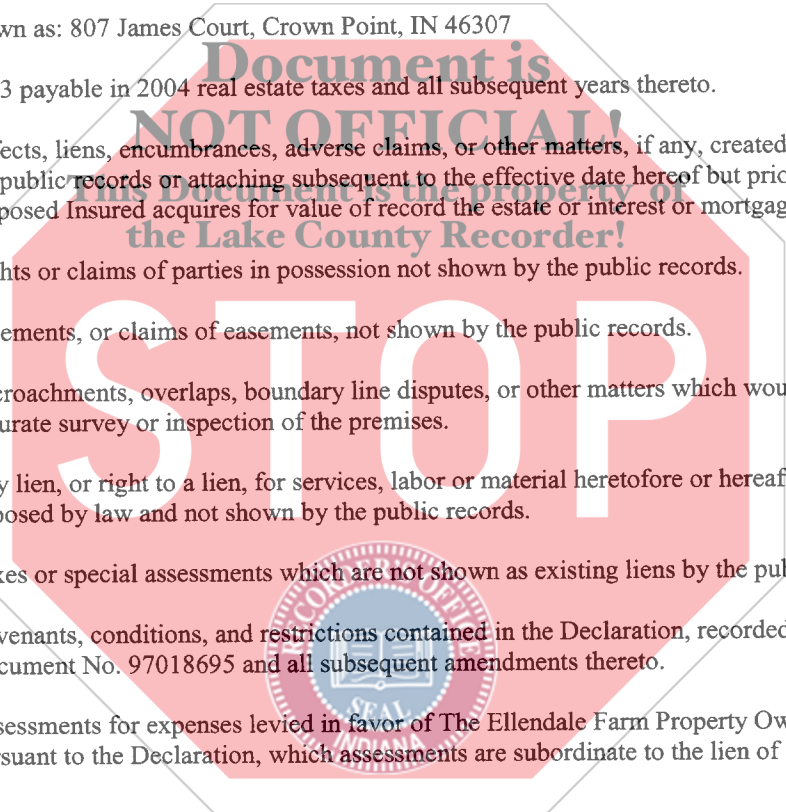 wn as: 807 James Court, Crown Point, IN 46307
Document is
3 payable in 2004 real estate taxes and all subsequent years thereto.
NOT OFFICIAL!
ects, liens, encumbrances, adverse claims, or other matters, if any, created
public records or attaching subsequent to the effective date hereof but prio
This Document is the property of
posed Insured acquires for value of record the estate or interest or mortgag
the Lake County Recorder!
hts or claims of parties in possession not shown by the public records.
ements, or claims of easements, not shown by the public records.
STOP
croachments, overlaps, boundary line disputes, or other matters which wou
urate survey or inspection of the premises.
y lien, or right to a lien, for services, labor or material heretofore or hereaf
posed by law and not shown by the public records.
xes or special assessments which are not shown as existing liens by the pub
venants, conditions, and restrictions contained in the Declaration, recorded
cument No. 97018695 and all subsequent amendments thereto.
sessments for expenses levied in favor of The Ellendale Farm Property Ow
rsuant to the Declaration, which assessments are subordinate to the lien of
RECORDER'S OFFICE
SEAL
INDIANA